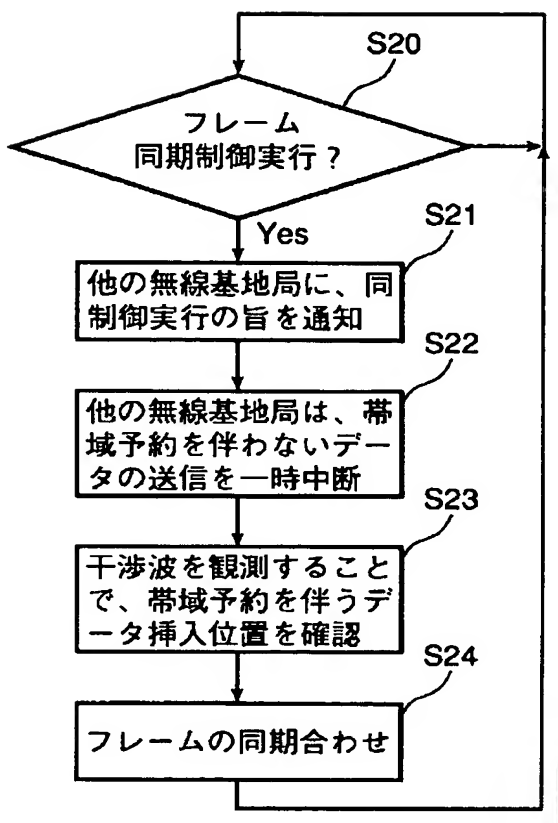 S20
フレーム
同期制御実行？
Yes
S21
他の無線基地局に、同
制御実行の旨を通知
S22
他の無線基地局は、帯
域予約を伴わないデー
タの送信を一時中断
S23
干渉波を観測すること
で、帯域予約を伴うデ
ータ挿入位置を確認
S24
フレームの同期合わせ